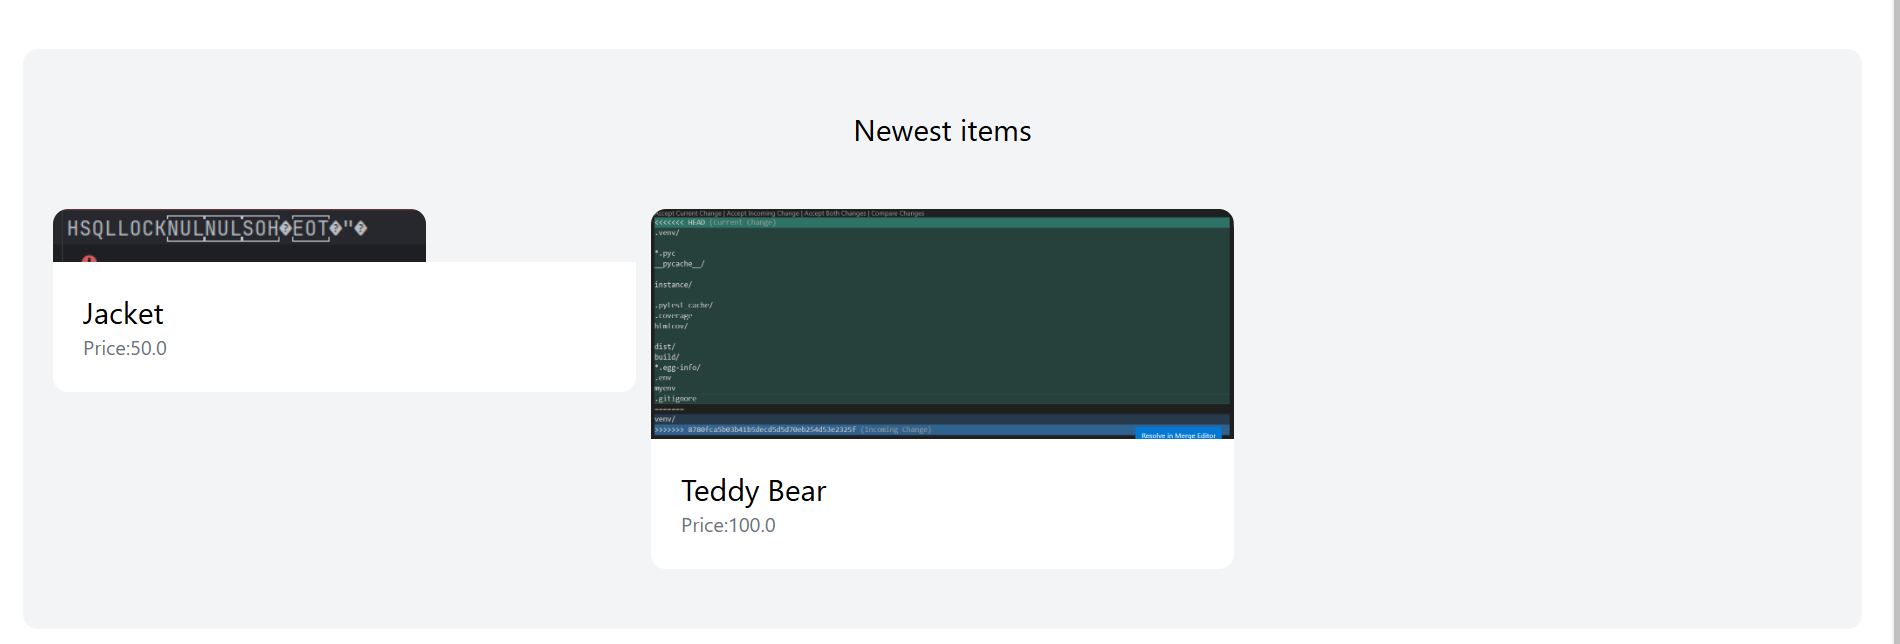 Newest items
HSQLLOCKNULNULSOH�EOT�"�
Jacket
Price:50.0
Accept Current Change | Accept Incoming Change | Accept Both Changes | Compare Changes
<<<<<<< HEAD (Current Change)
.venv/
*.pyc
__pycache__/
instance/
.pytest_cache/
.coverage
htmlcov/
dist/
build/
*.egg-info/
.env
myenv
.gitignore
=======
venv/
>>>>>>> 8780fca5b03b41b5decd5d5d70eb254d53e2325f (Incoming Change)
Resolve in Merge Editor
Teddy Bear
Price:100.0